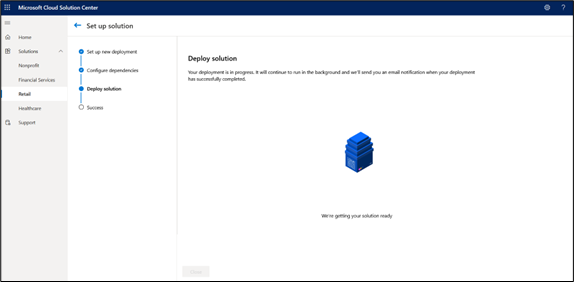 Microsoft Cloud Solution Center
?
Set up solution
Home
Solutions
Nonprofit
Financial Services
Retail
Healthcare
Support
Set up new deployment
Configure dependencies
Deploy solution
Success
Deploy solution
Your deployment is in progress. It will continue to run in the background and we'll send you an email notification when your deployment
has successfully completed.
We're getting your solution ready